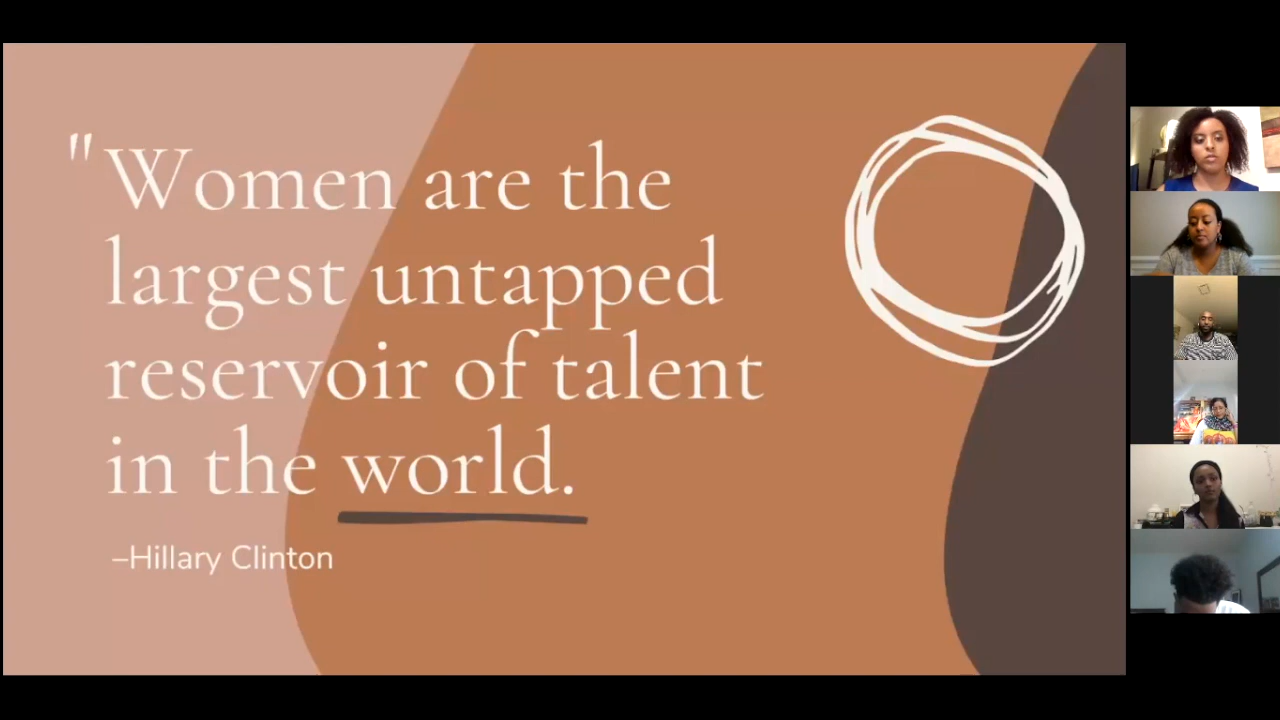 "Women are the
largest untapped
reservoir of talent
in the world.
–Hillary Clinton